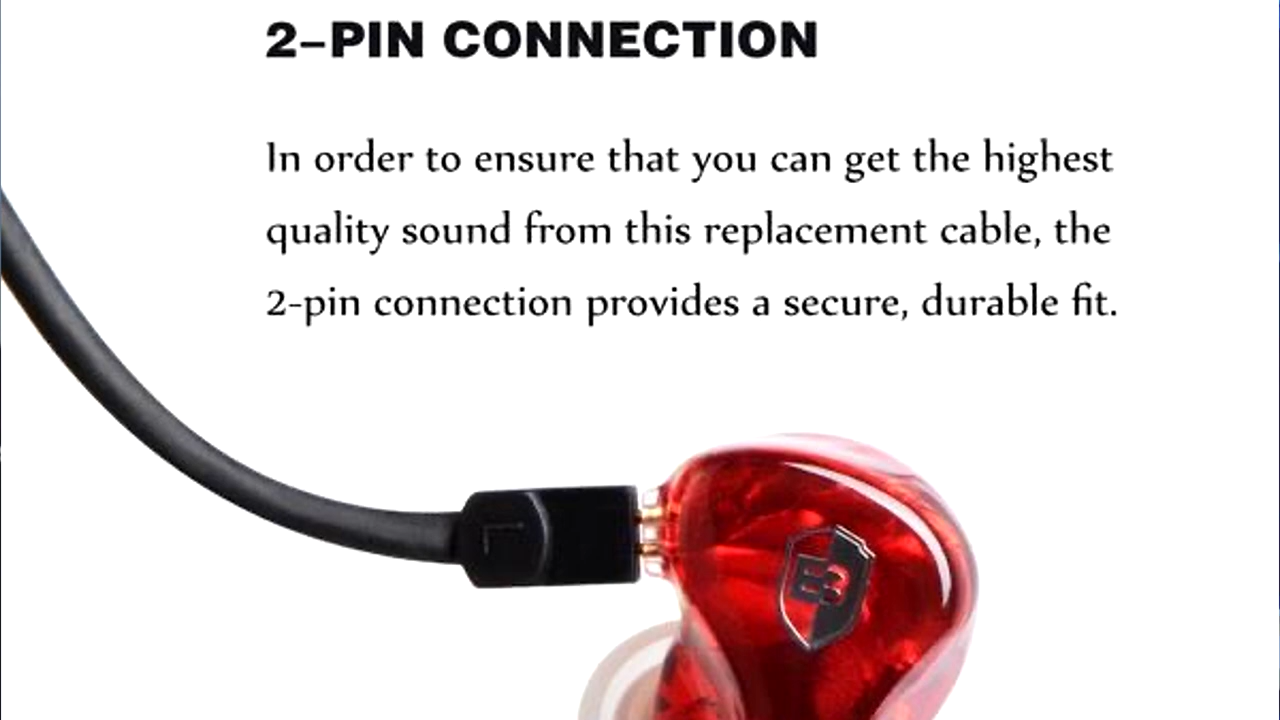 2-PIN CONNECTION
In order to ensure that you can get the highest
quality sound from this replacement cable, the
2-pin connection provides a secure, durable fit.
L
E3